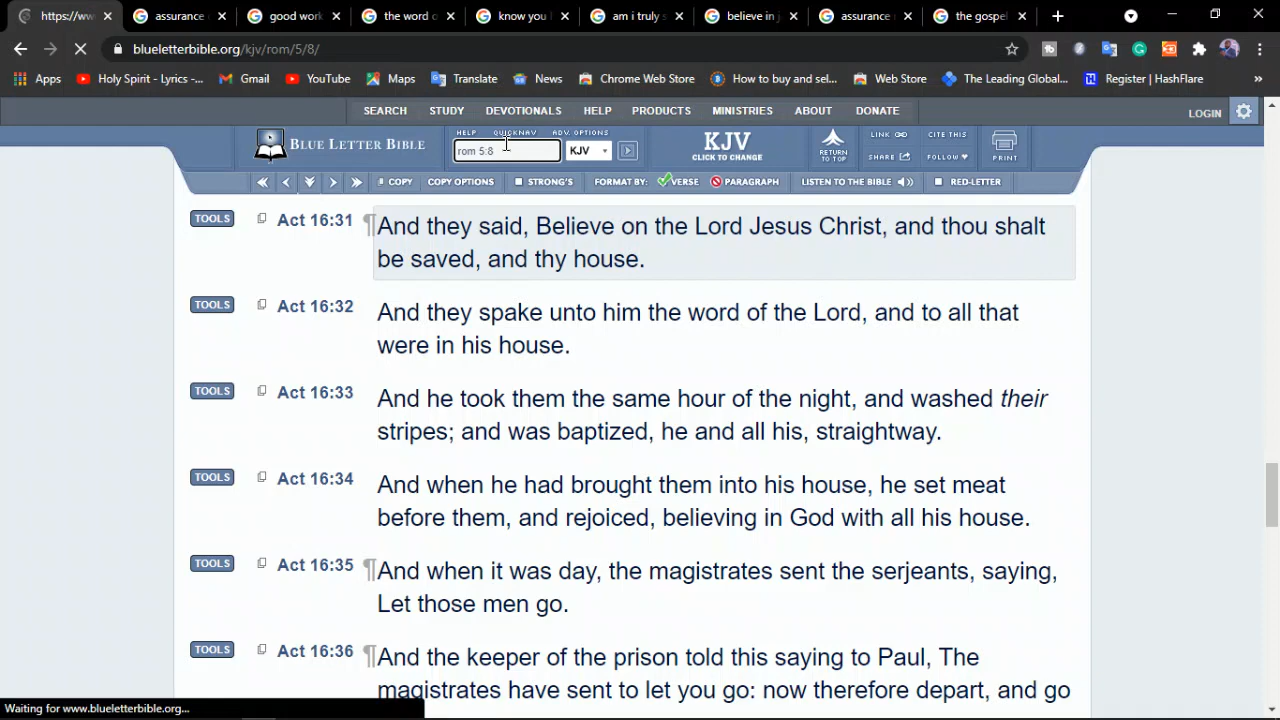 https://ww
assurance
good work
the word o
know you
am i truly s
believe in j
assurance
the gospel
blueletterbible.org/kjv/rom/5/8/
Apps
Holy Spirit - Lyrics -...
Gmail
YouTube
Maps
Translate
News
Chrome Web Store
How to buy and sel...
Web Store
The Leading Global...
Register | HashFlare
»
SEARCH STUDY DEVOTIONALS HELP PRODUCTS MINISTRIES ABOUT DONATE
LOGIN
HELP QUICKNAV ADV. OPTIONS
BLUE LETTER BIBLE
rom 5:8
KJV
KJV
CLICK TO CHANGE
RETURN
TO TOP
LINK
CITE THIS
SHARE
FOLLOW
PRINT
COPY COPY OPTIONS STRONG'S FORMAT BY: VERSE PARAGRAPH LISTEN TO THE BIBLE RED-LETTER
TOOLS Act 16:31 ¶And they said, Believe on the Lord Jesus Christ, and thou shalt
be saved, and thy house.
TOOLS Act 16:32 And they spake unto him the word of the Lord, and to all that
were in his house.
TOOLS Act 16:33 And he took them the same hour of the night, and washed their
stripes; and was baptized, he and all his, straightway.
TOOLS Act 16:34 And when he had brought them into his house, he set meat
before them, and rejoiced, believing in God with all his house.
TOOLS Act 16:35 ¶And when it was day, the magistrates sent the serjeants, saying,
Let those men go.
TOOLS Act 16:36 ¶And the keeper of the prison told this saying to Paul, The
magistrates have sent to let you go: now therefore depart, and go
Waiting for www.blueletterbible.org...